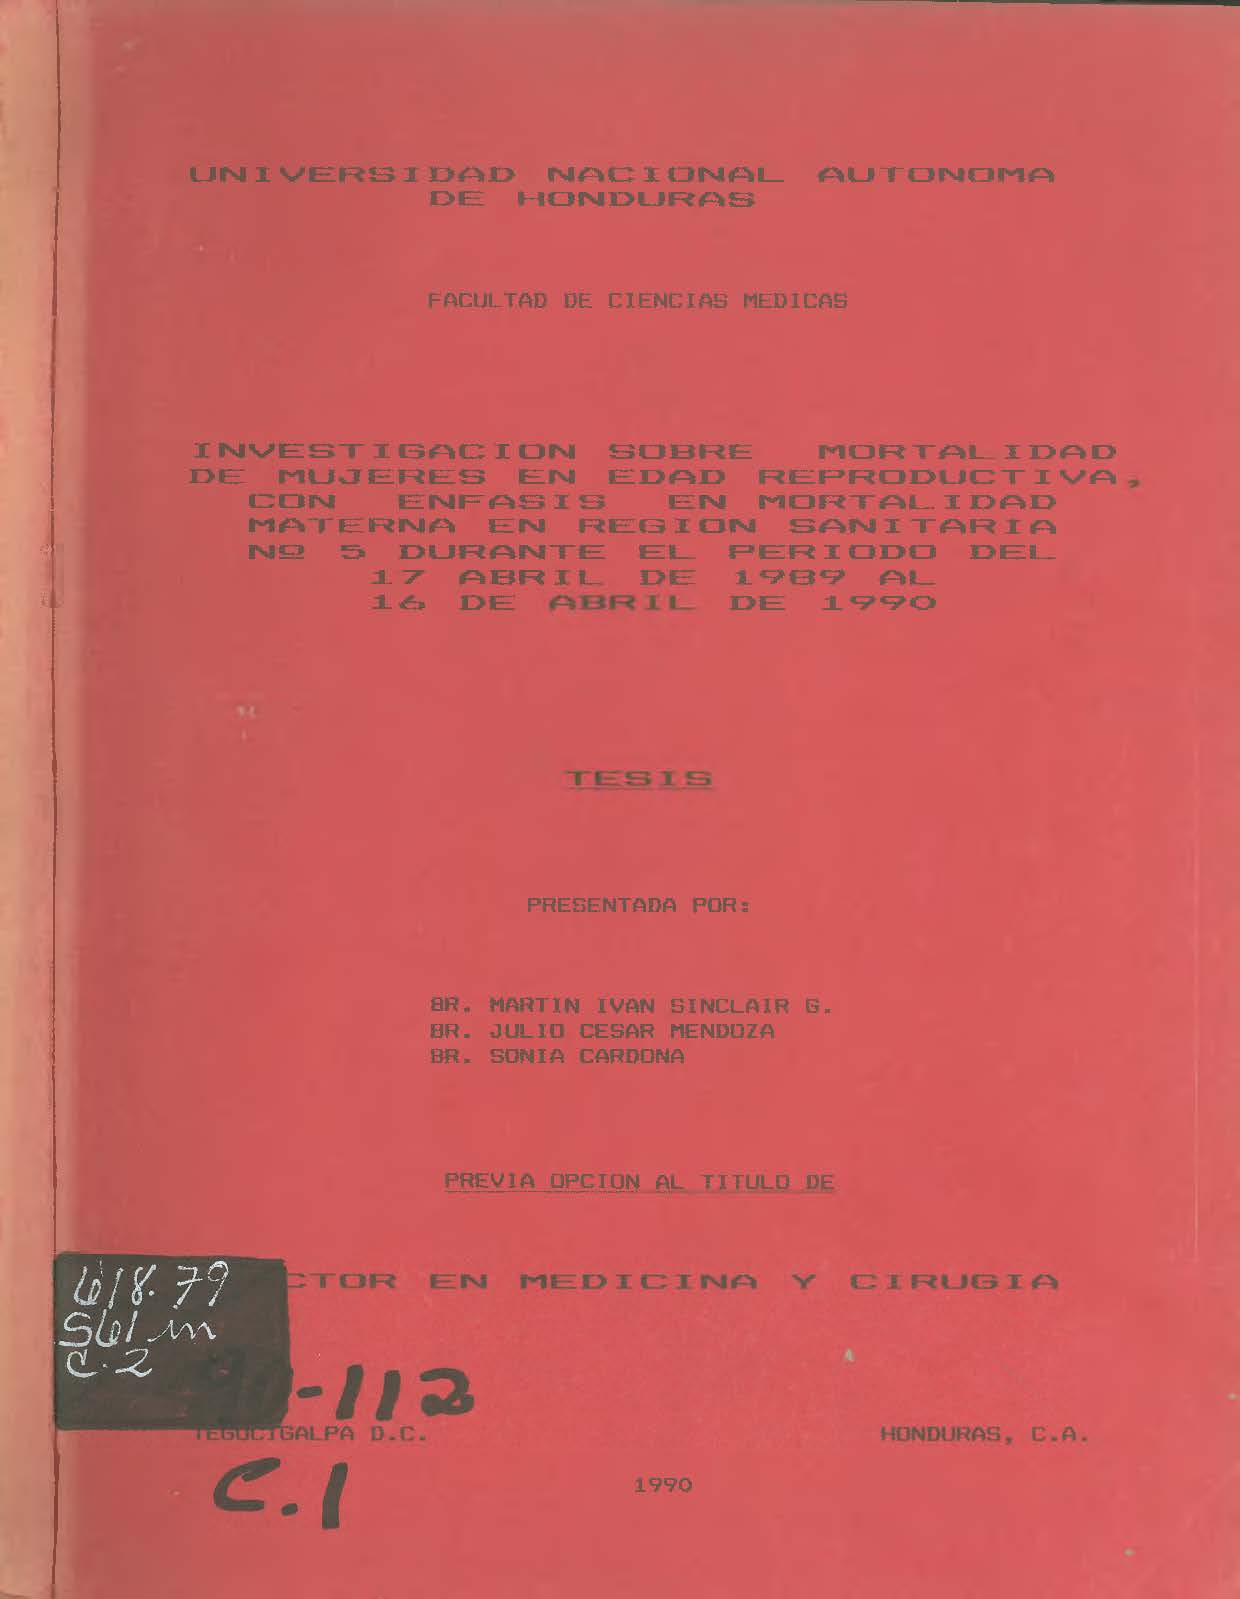 UNIVERSIDAD NACIONAL AUTONOMA
DE HONDURAS
FACULTAD DE CIENCIAS MEDICAS
INVESTIGACION SOBRE MORTALIDAD
DE MUJERES EN EDAD REPRODUCTIVA,
CON ENFASIS EN MORTALIDAD
MATERNA EN REGION SANITARIA
Nº 5 DURANTE EL PERIODO DEL
17 ABRIL DE 1989 AL
16 DE ABRIL DE 1990
TESIS
PRESENTADA POR:
BR. MARTIN IVAN SINCLAIR G.
BR. JULIO CESAR MENDOZA
BR. SONIA CARDONA
PREVIA OPCION AL TITULO DE
CTOR EN MEDICINA Y CIRUGIA
618.79
S61 in
C.2
-112
TEGUCIGALPA D.C. HONDURAS, C.A.
C.1
1990